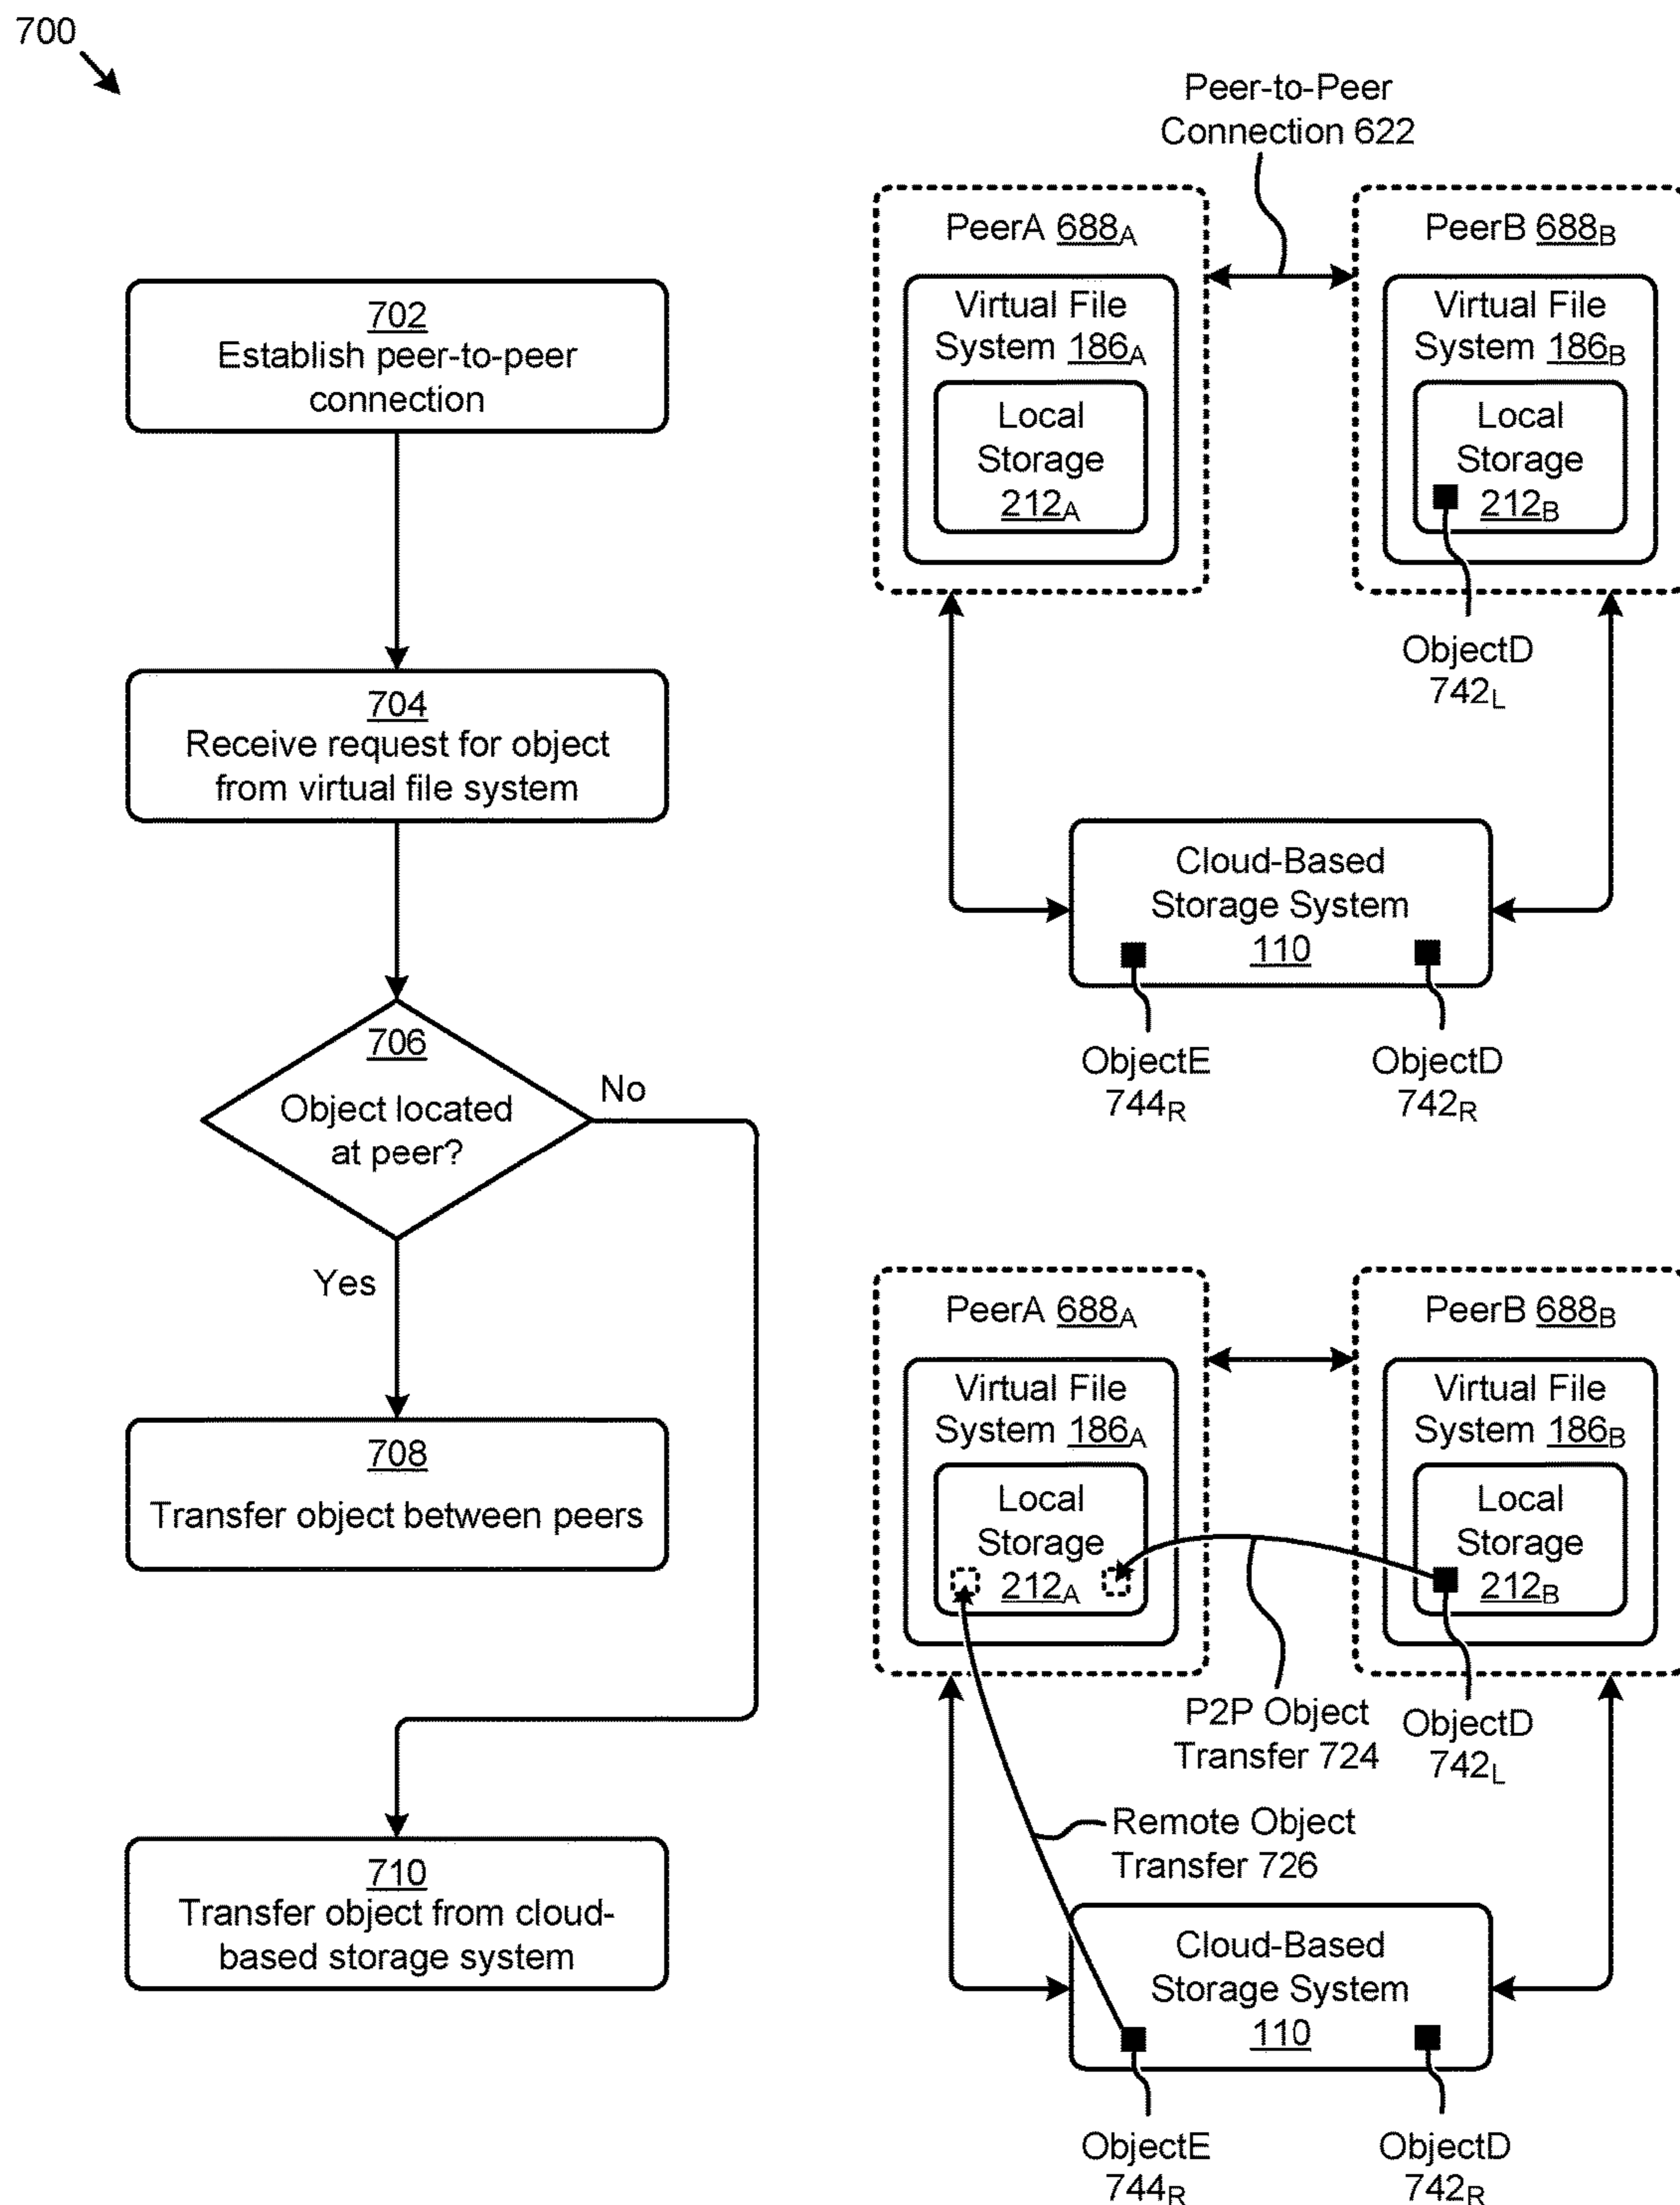 700
702
Establish peer-to-peer
connection
704
Receive request for object
from virtual file system
706
Object located
at peer?
No
Yes
708
Transfer object between peers
710
Transfer object from cloud-
based storage system
Peer-to-Peer
Connection 622
PeerA 688A
Virtual File
System 186A
Local
Storage
212A
PeerB 688B
Virtual File
System 186B
Local
Storage
212B
ObjectD
742L
Cloud-Based
Storage System
110
ObjectE
744R
ObjectD
742R
PeerA 688A
Virtual File
System 186A
Local
Storage
212A
PeerB 688B
Virtual File
System 186B
Local
Storage
212B
P2P Object
Transfer 724
ObjectD
742L
Remote Object
Transfer 726
Cloud-Based
Storage System
110
ObjectE
744R
ObjectD
742R